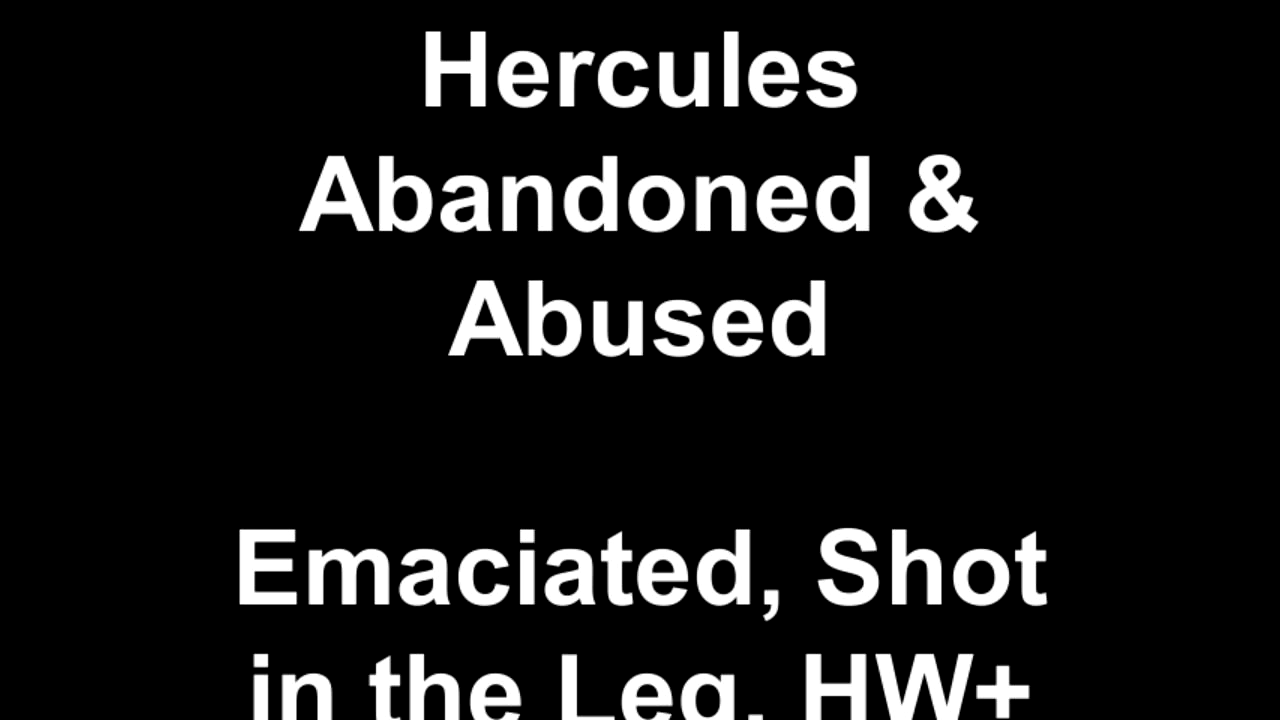 Hercules
Abandoned &
Abused
Emaciated, Shot
in the Leg, HW+